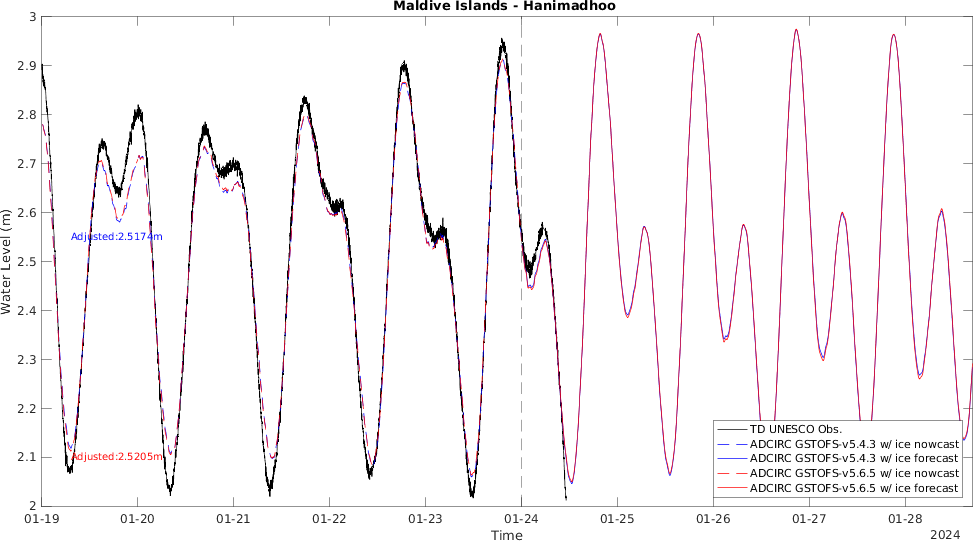 Maldive Islands - Hanimadhoo
Water Level (m)
3
2.9
2.8
2.7
2.6
2.5
2.4
2.3
2.2
2.1
2
Adjusted:2.5174m
Adjusted:2.5205m
TD UNESCO Obs.
ADCIRC GSTOFS-v5.4.3 w/ ice nowcast
ADCIRC GSTOFS-v5.4.3 w/ ice forecast
ADCIRC GSTOFS-v5.6.5 w/ ice nowcast
ADCIRC GSTOFS-v5.6.5 w/ ice forecast
01-19 01-20 01-21 01-22 01-23 01-24 01-25 01-26 01-27 01-28
Time
2024